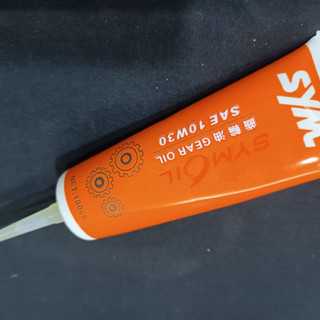 SYM
SYMOIL
齒輪油 GEAR OIL
SAE 10W30
NET 100cc